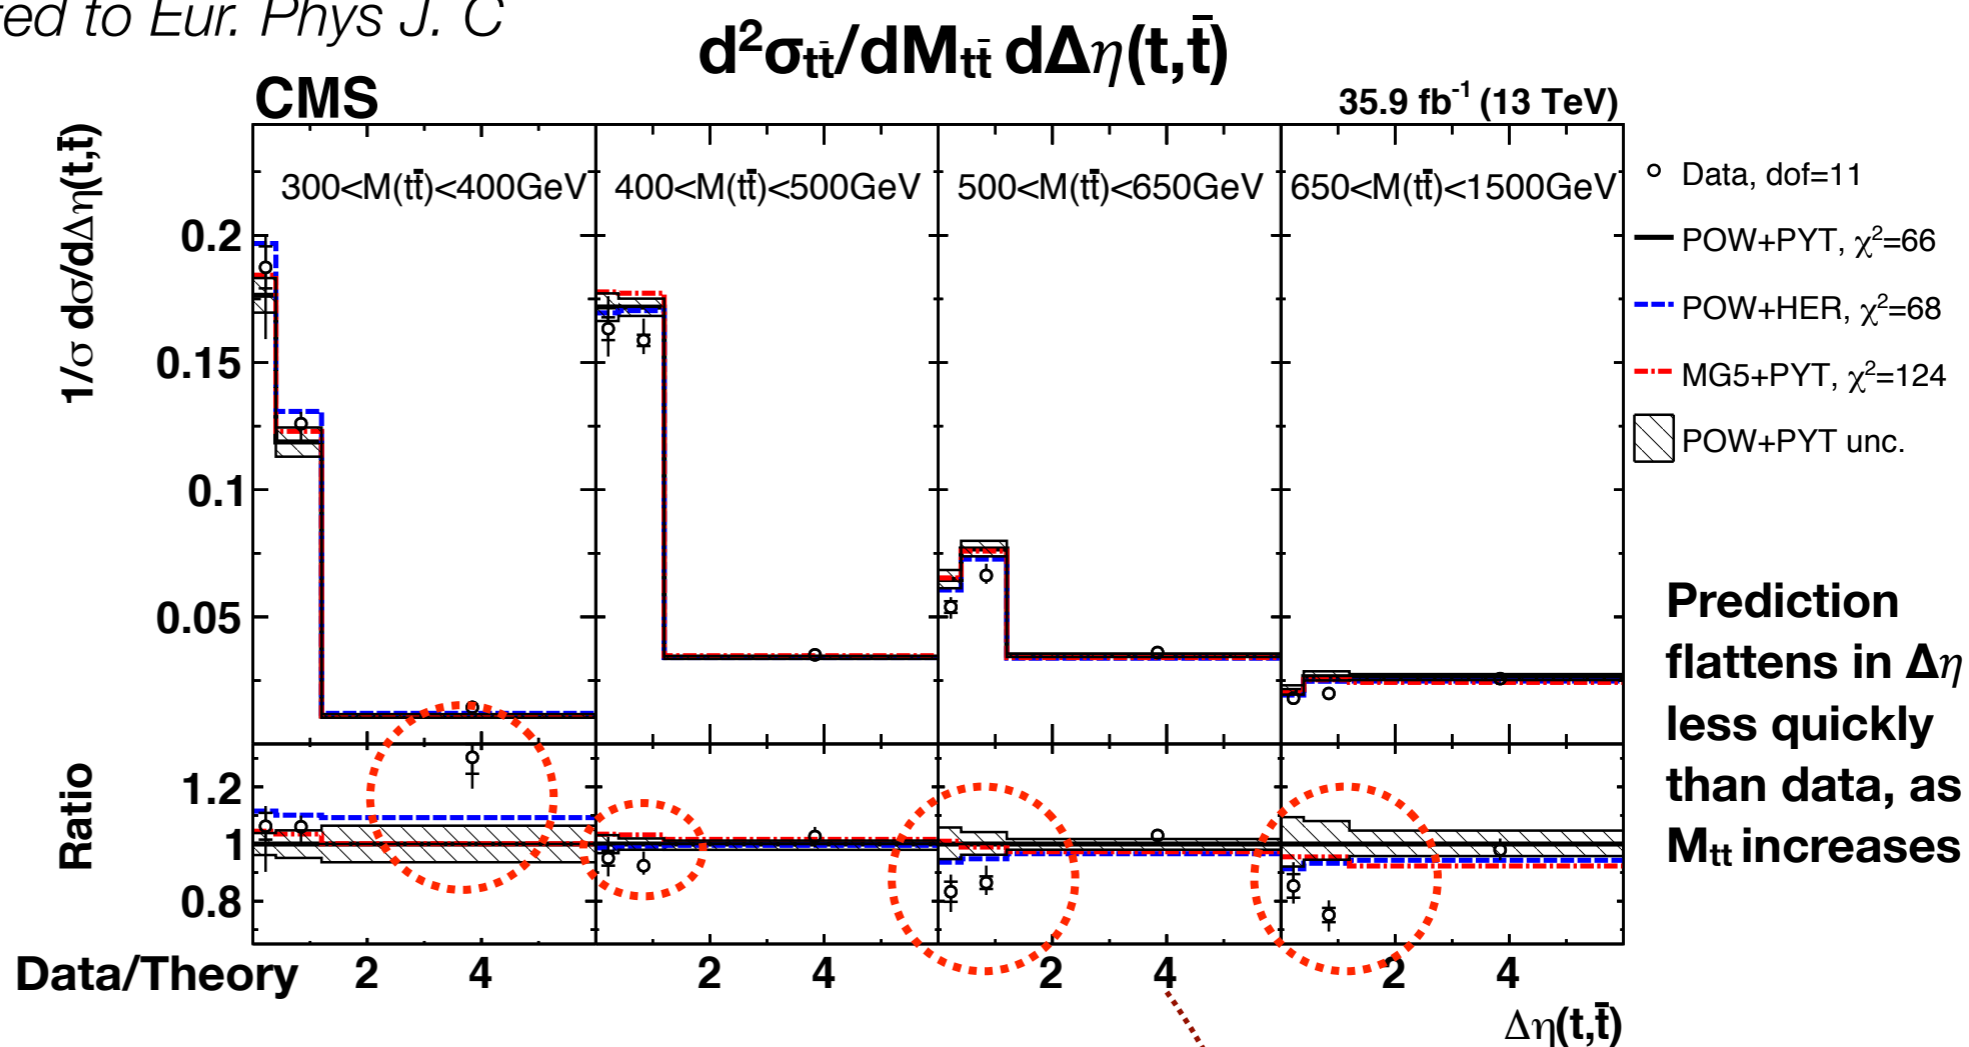 ted to Eur. Phys J. C
d²σtt̄/dMtt̄ dΔη(t,t̄)
CMS
35.9 fb⁻¹ (13 TeV)
1/σ dσ/dΔη(t,t̄)
300<M(tt̄)<400GeV
400<M(tt̄)<500GeV
500<M(tt̄)<650GeV
650<M(tt̄)<1500GeV
0.2
0.15
0.1
0.05
Data, dof=11
POW+PYT, χ²=66
POW+HER, χ²=68
MG5+PYT, χ²=124
POW+PYT unc.
Prediction
flattens in Δη
less quickly
than data, as
Mtt increases
Ratio
1.2
1
0.8
Data/Theory
2 4 2 4 2 4 2 4
Δη(t,t̄)